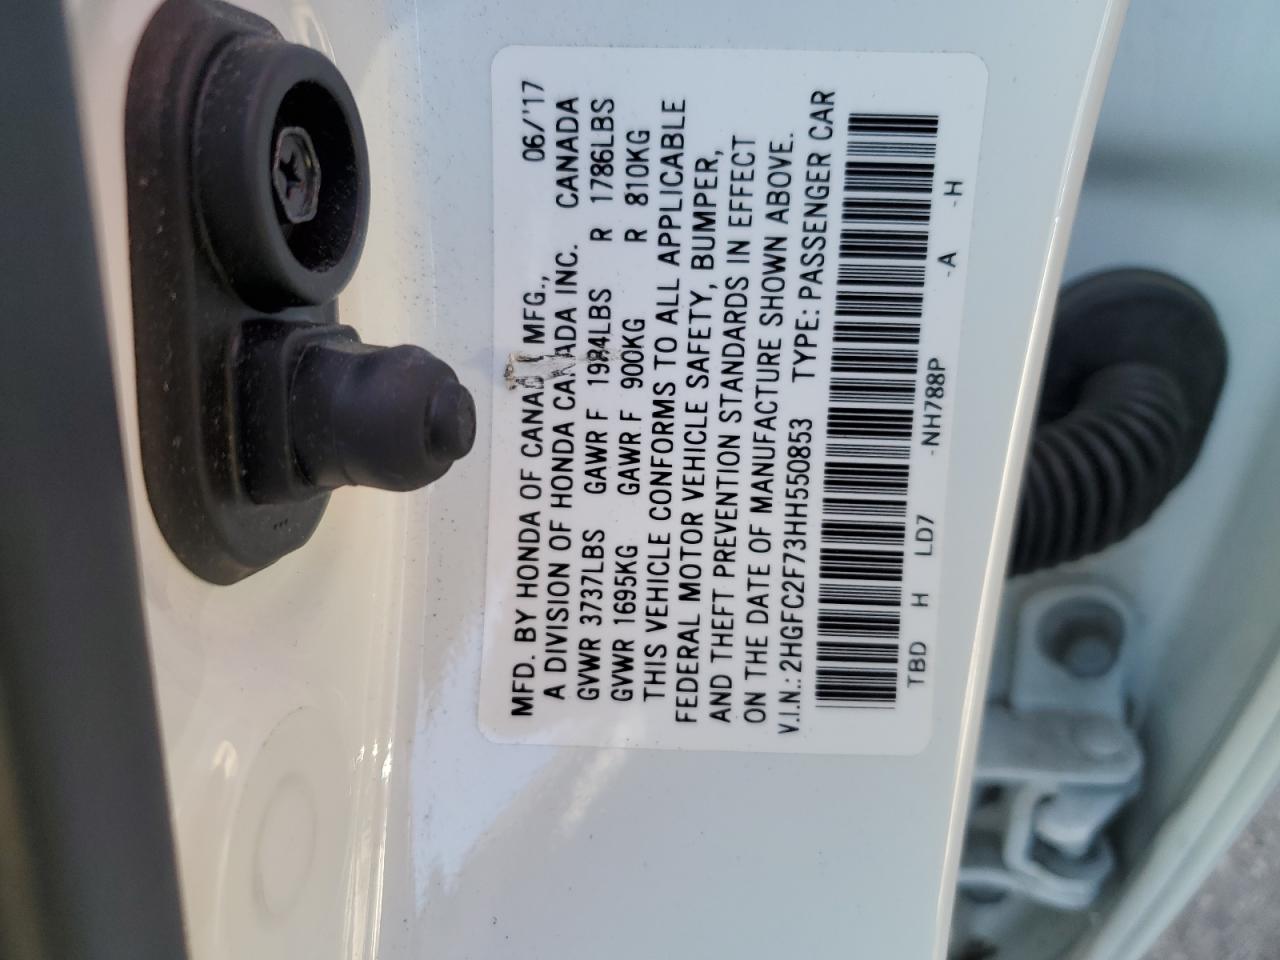 MFD. BY HONDA OF CANADA MFG., 06/'17
A DIVISION OF HONDA CANADA INC. CANADA
GVWR 3737LBS GAWR F 1984LBS R 1786LBS
GVWR 1695KG GAWR F 900KG R 810KG
THIS VEHICLE CONFORMS TO ALL APPLICABLE
FEDERAL MOTOR VEHICLE SAFETY, BUMPER,
AND THEFT PREVENTION STANDARDS IN EFFECT
ON THE DATE OF MANUFACTURE SHOWN ABOVE.
V.I.N.: 2HGFC2F73HH550853 TYPE: PASSENGER CAR
TBD H LD7 -NH788P -A -H